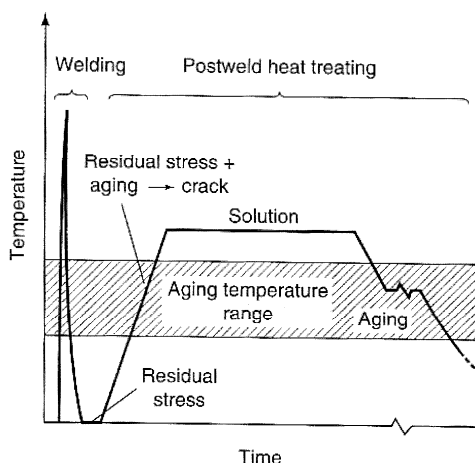 Welding
Postweld heat treating
Residual stress +
aging → crack
Solution
Aging temperature
range
Aging
Residual
stress
Temperature
Time